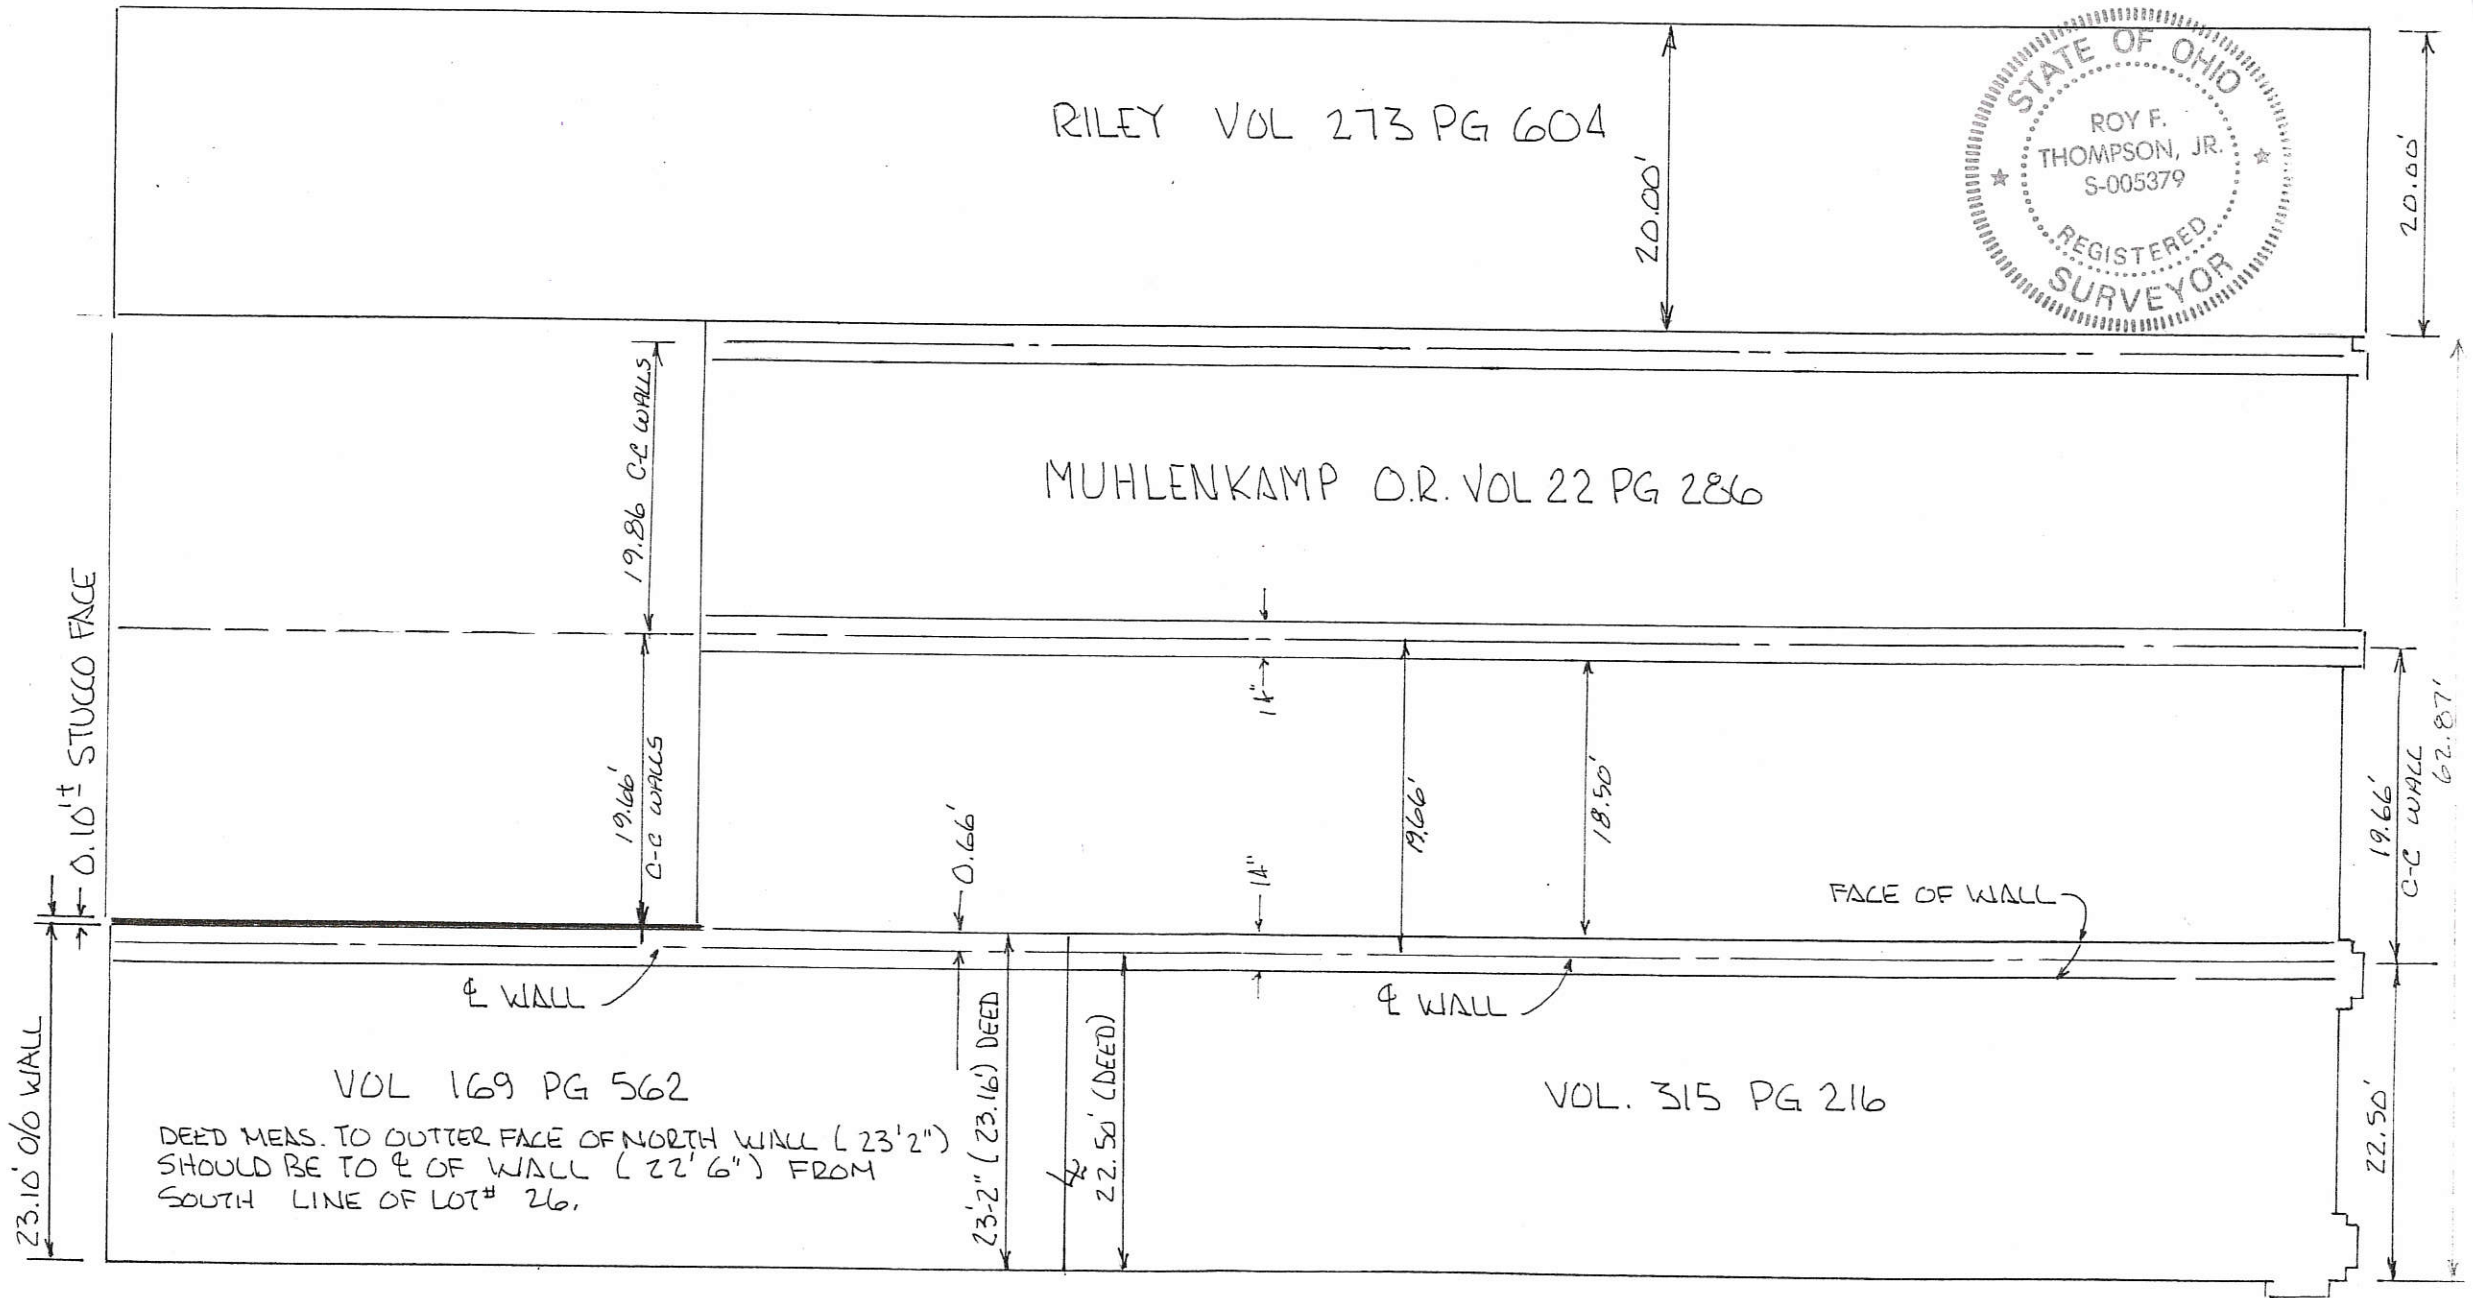 RILEY VOL 273 PG 604
20.00'
STATE OF OHIO
ROY F.
THOMPSON, JR.
S-005379
REGISTERED
SURVEYOR
20.00'
19.86 C-C WALLS
MUHLENKAMP O.R. VOL 22 PG 286
0.10'± STUCCO FACE
19.66'
C-C WALLS
0.66'
14"
14"
19.66'
18.50'
FACE OF WALL
19.66'
C-C WALL
62.87'
℄ WALL
℄ WALL
23.10' O/O WALL
VOL 169 PG 562
DEED MEAS. TO OUTTER FACE OF NORTH WALL (23'2")
SHOULD BE TO ℄ OF WALL (22'6") FROM
SOUTH LINE OF LOT# 26.
23'-2" (23.16') DEED
22.50' (DEED)
VOL. 315 PG 216
22.50'